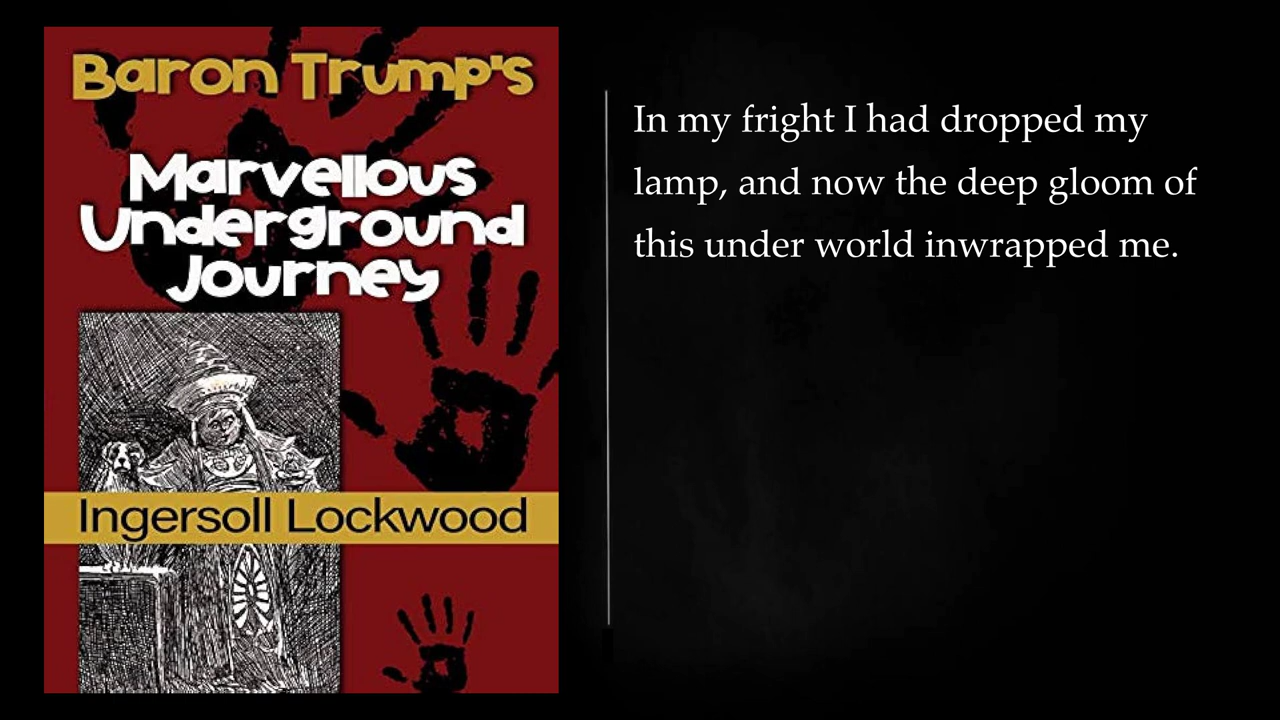 Baron Trump's
Marvellous
Underground
Journey
Ingersoll Lockwood
In my fright I had dropped my
lamp, and now the deep gloom of
this under world inwrapped me.